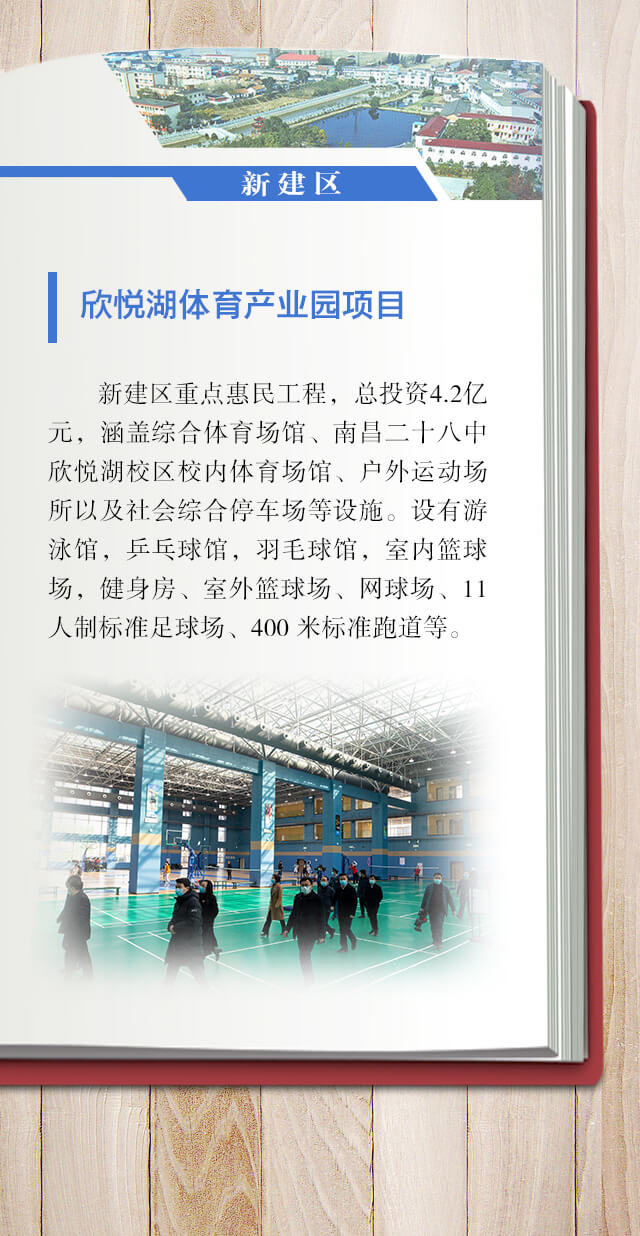 新建区
欣悦湖体育产业园项目
新建区重点惠民工程，总投资4.2亿
元，涵盖综合体育场馆、南昌二十八中
欣悦湖校区校内体育场馆、户外运动场
所以及社会综合停车场等设施。设有游
泳馆，乒乓球馆，羽毛球馆，室内篮球
场，健身房、室外篮球场、网球场、11
人制标准足球场、400 米标准跑道等。